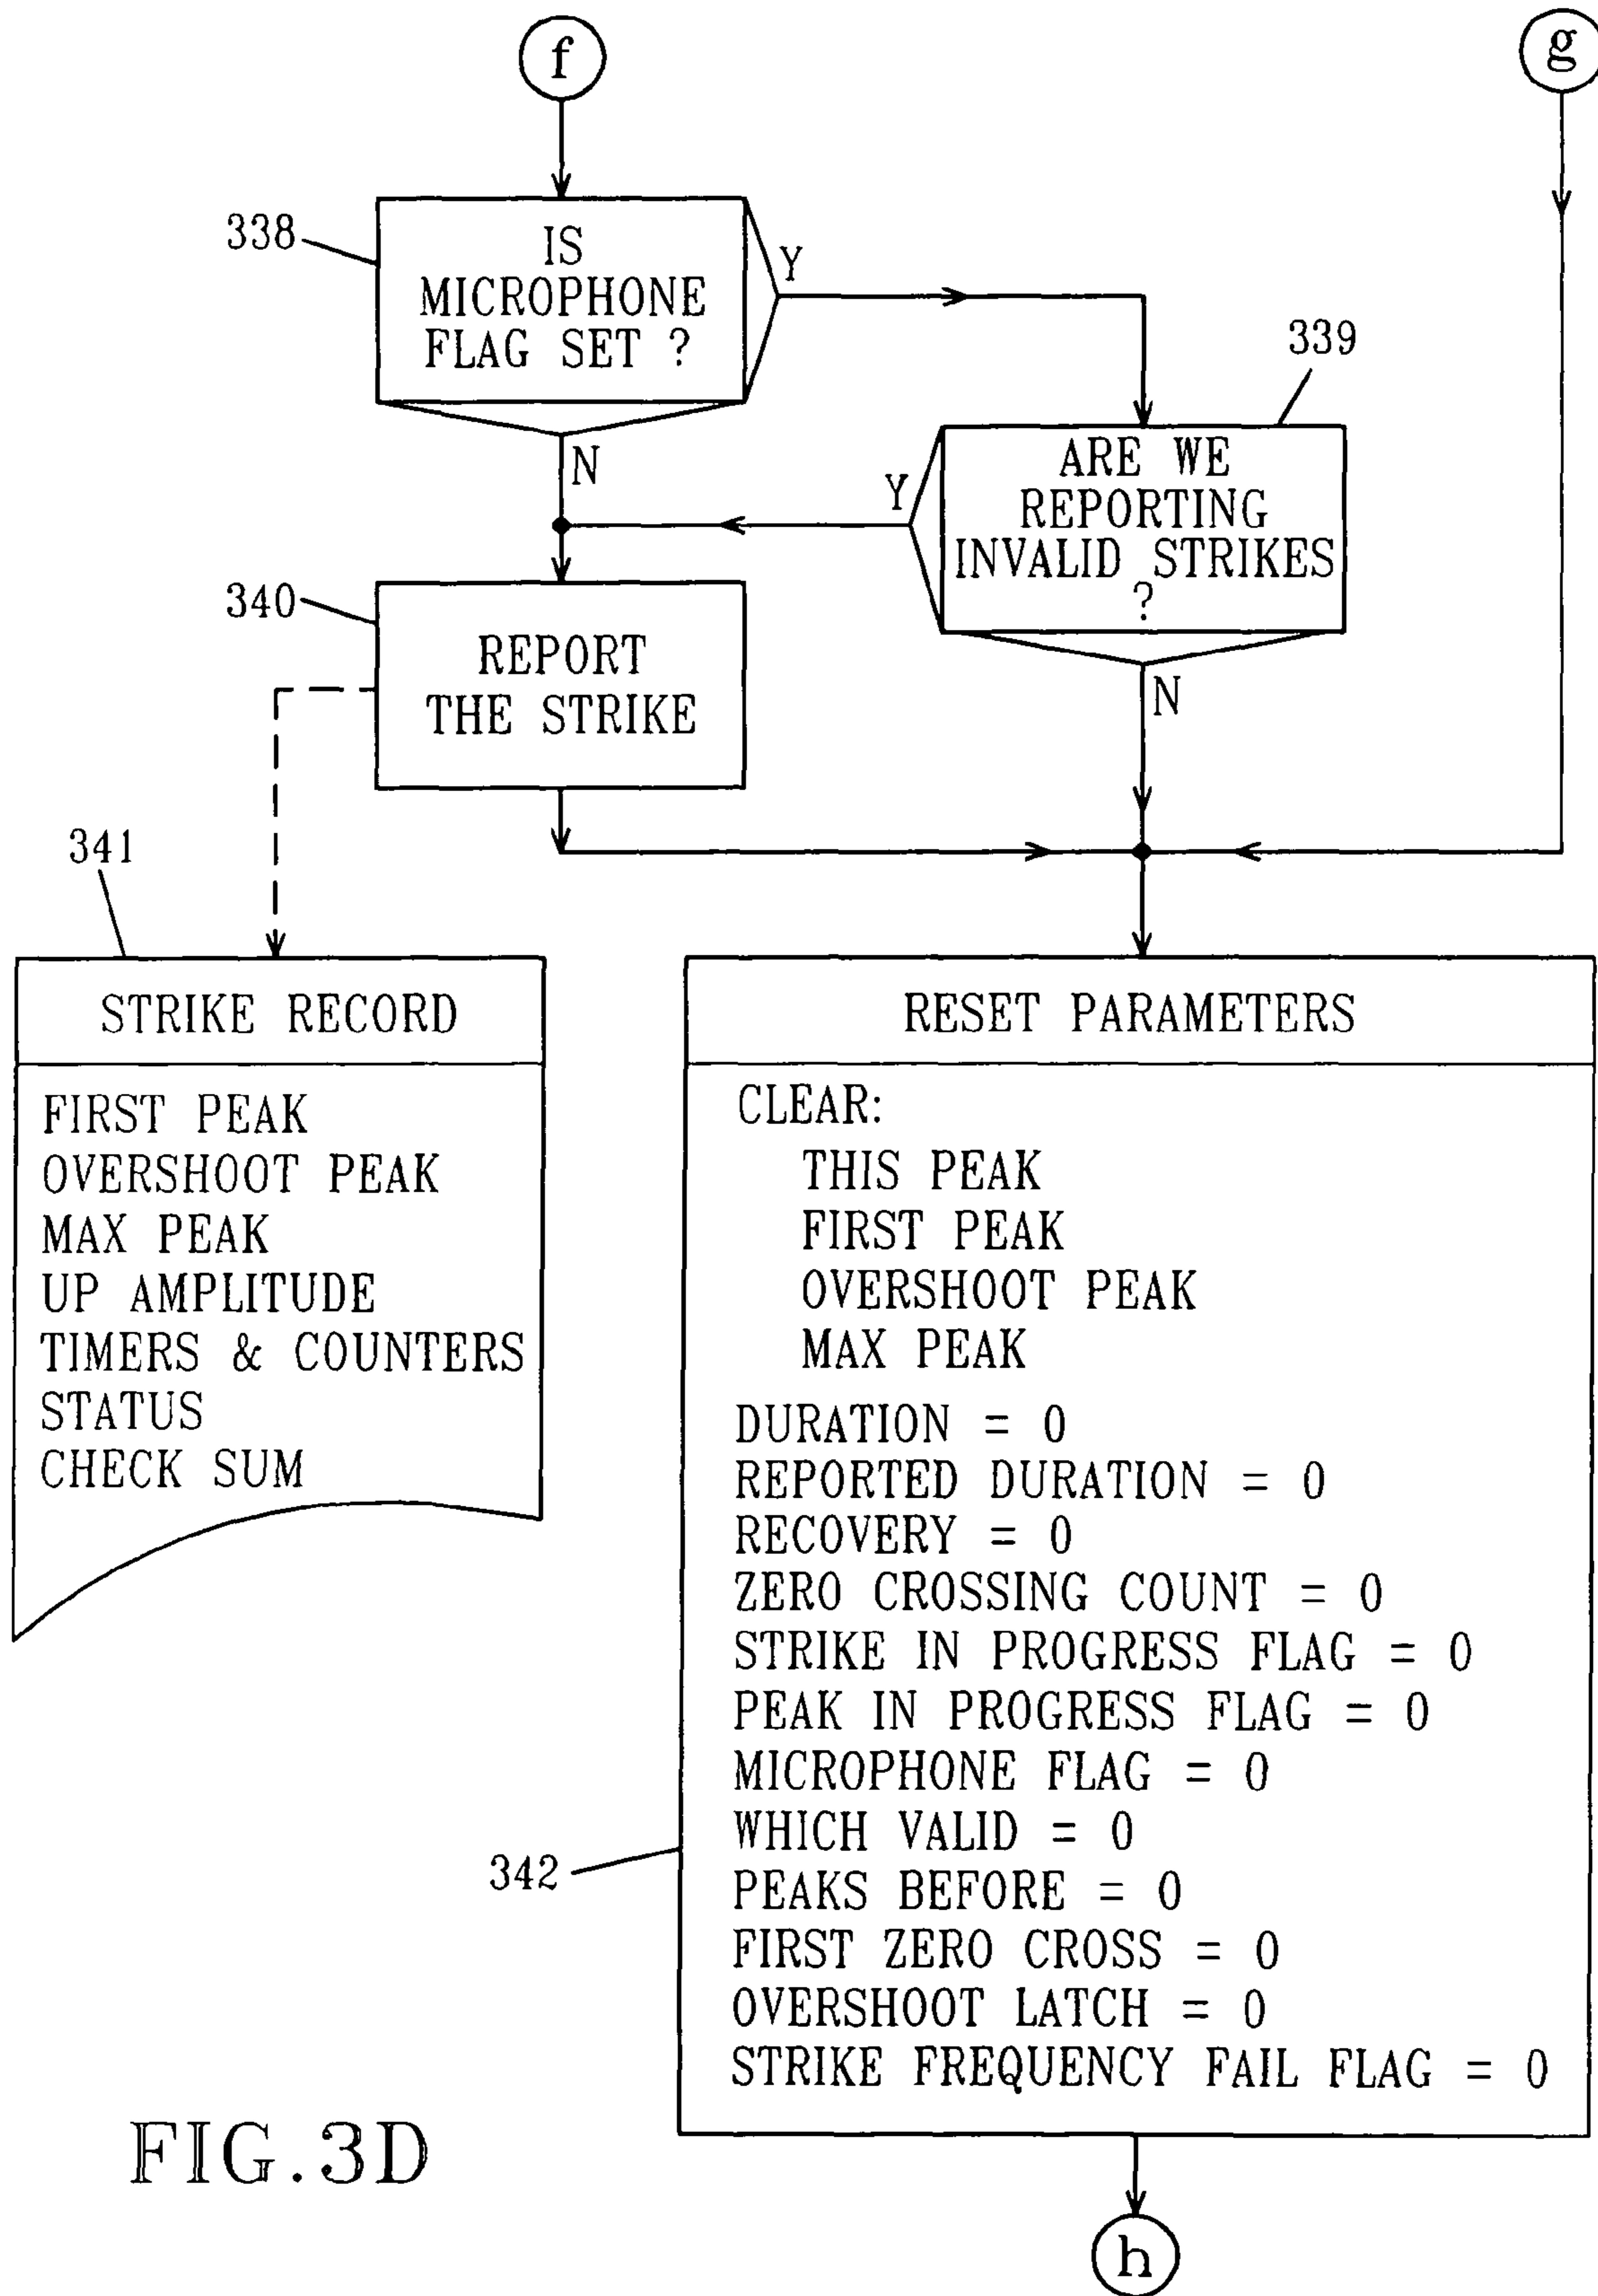 f
g
338
IS
MICROPHONE
FLAG SET ?
Y
339
N
Y
ARE WE
REPORTING
INVALID STRIKES
?
340
REPORT
THE STRIKE
N
341
STRIKE RECORD
FIRST PEAK
OVERSHOOT PEAK
MAX PEAK
UP AMPLITUDE
TIMERS & COUNTERS
STATUS
CHECK SUM
RESET PARAMETERS
CLEAR:
THIS PEAK
FIRST PEAK
OVERSHOOT PEAK
MAX PEAK
DURATION = 0
REPORTED DURATION = 0
RECOVERY = 0
ZERO CROSSING COUNT = 0
STRIKE IN PROGRESS FLAG = 0
PEAK IN PROGRESS FLAG = 0
MICROPHONE FLAG = 0
WHICH VALID = 0
PEAKS BEFORE = 0
FIRST ZERO CROSS = 0
OVERSHOOT LATCH = 0
STRIKE FREQUENCY FAIL FLAG = 0
342
FIG.3D
h